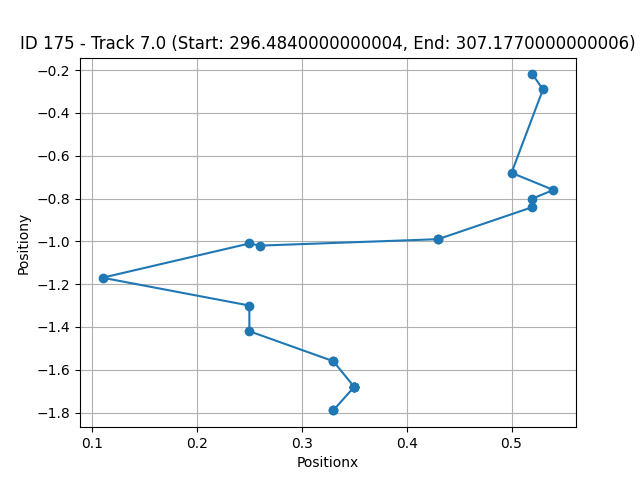 ID 175 - Track 7.0 (Start: 296.4840000000004, End: 307.1770000000006)
−0.2
−0.4
−0.6
−0.8
−1.0
−1.2
−1.4
−1.6
−1.8
Positiony
0.1 0.2 0.3 0.4 0.5
Positionx